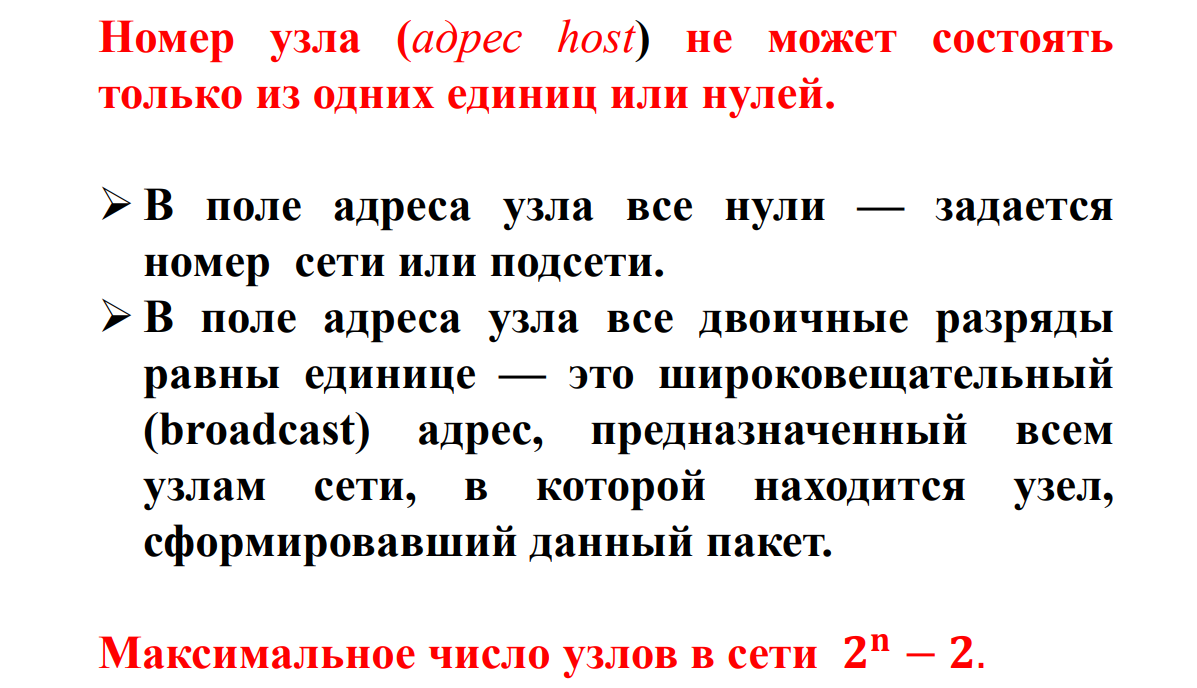 Номер узла (адрес host) не может состоять
только из одних единиц или нулей.
➢ В поле адреса узла все нули — задается
номер сети или подсети.
➢ В поле адреса узла все двоичные разряды
равны единице — это широковещательный
(broadcast) адрес, предназначенный всем
узлам сети, в которой находится узел,
сформировавший данный пакет.
Максимальное число узлов в сети 2ⁿ − 2.